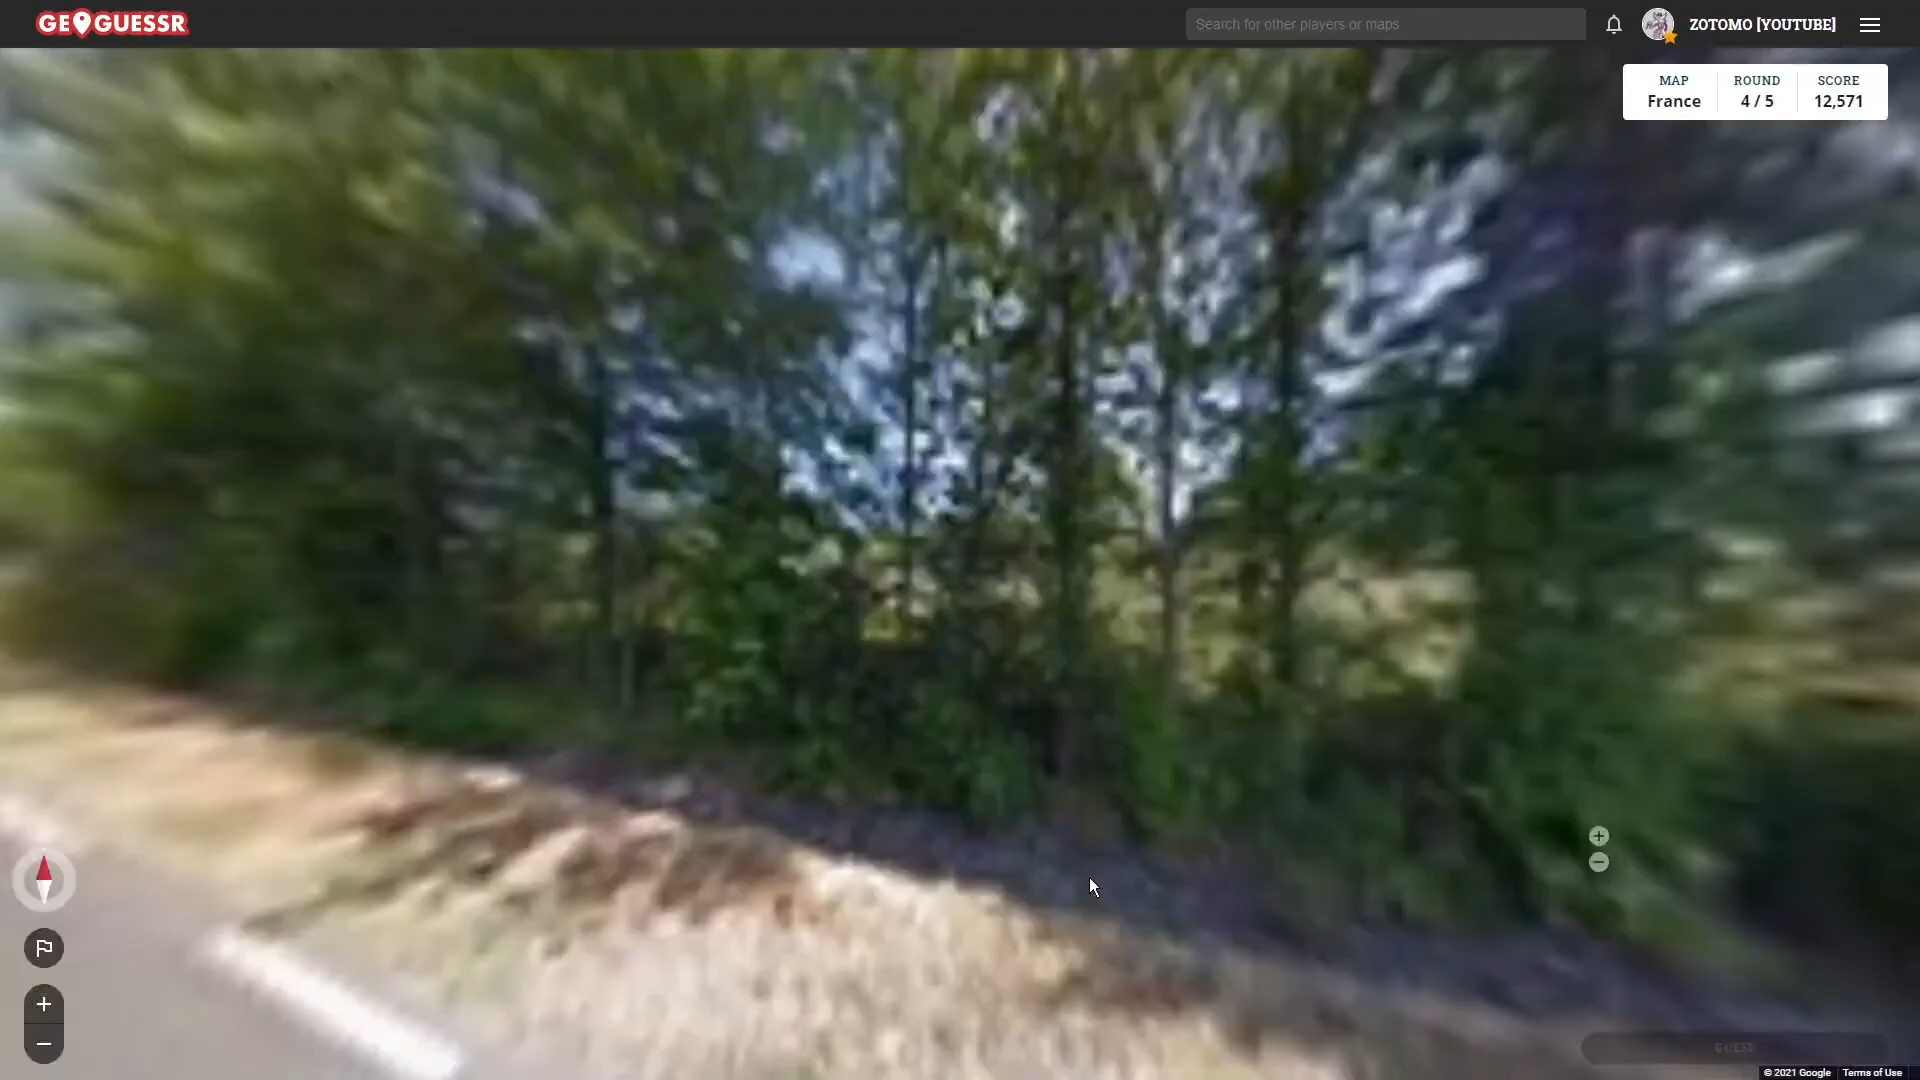 GEOGUESSR
Search for other players or maps
ZOTOMO [YOUTUBE]
MAP ROUND SCORE
France 4 / 5 12,571
GUESS
© 2021 Google Terms of Use